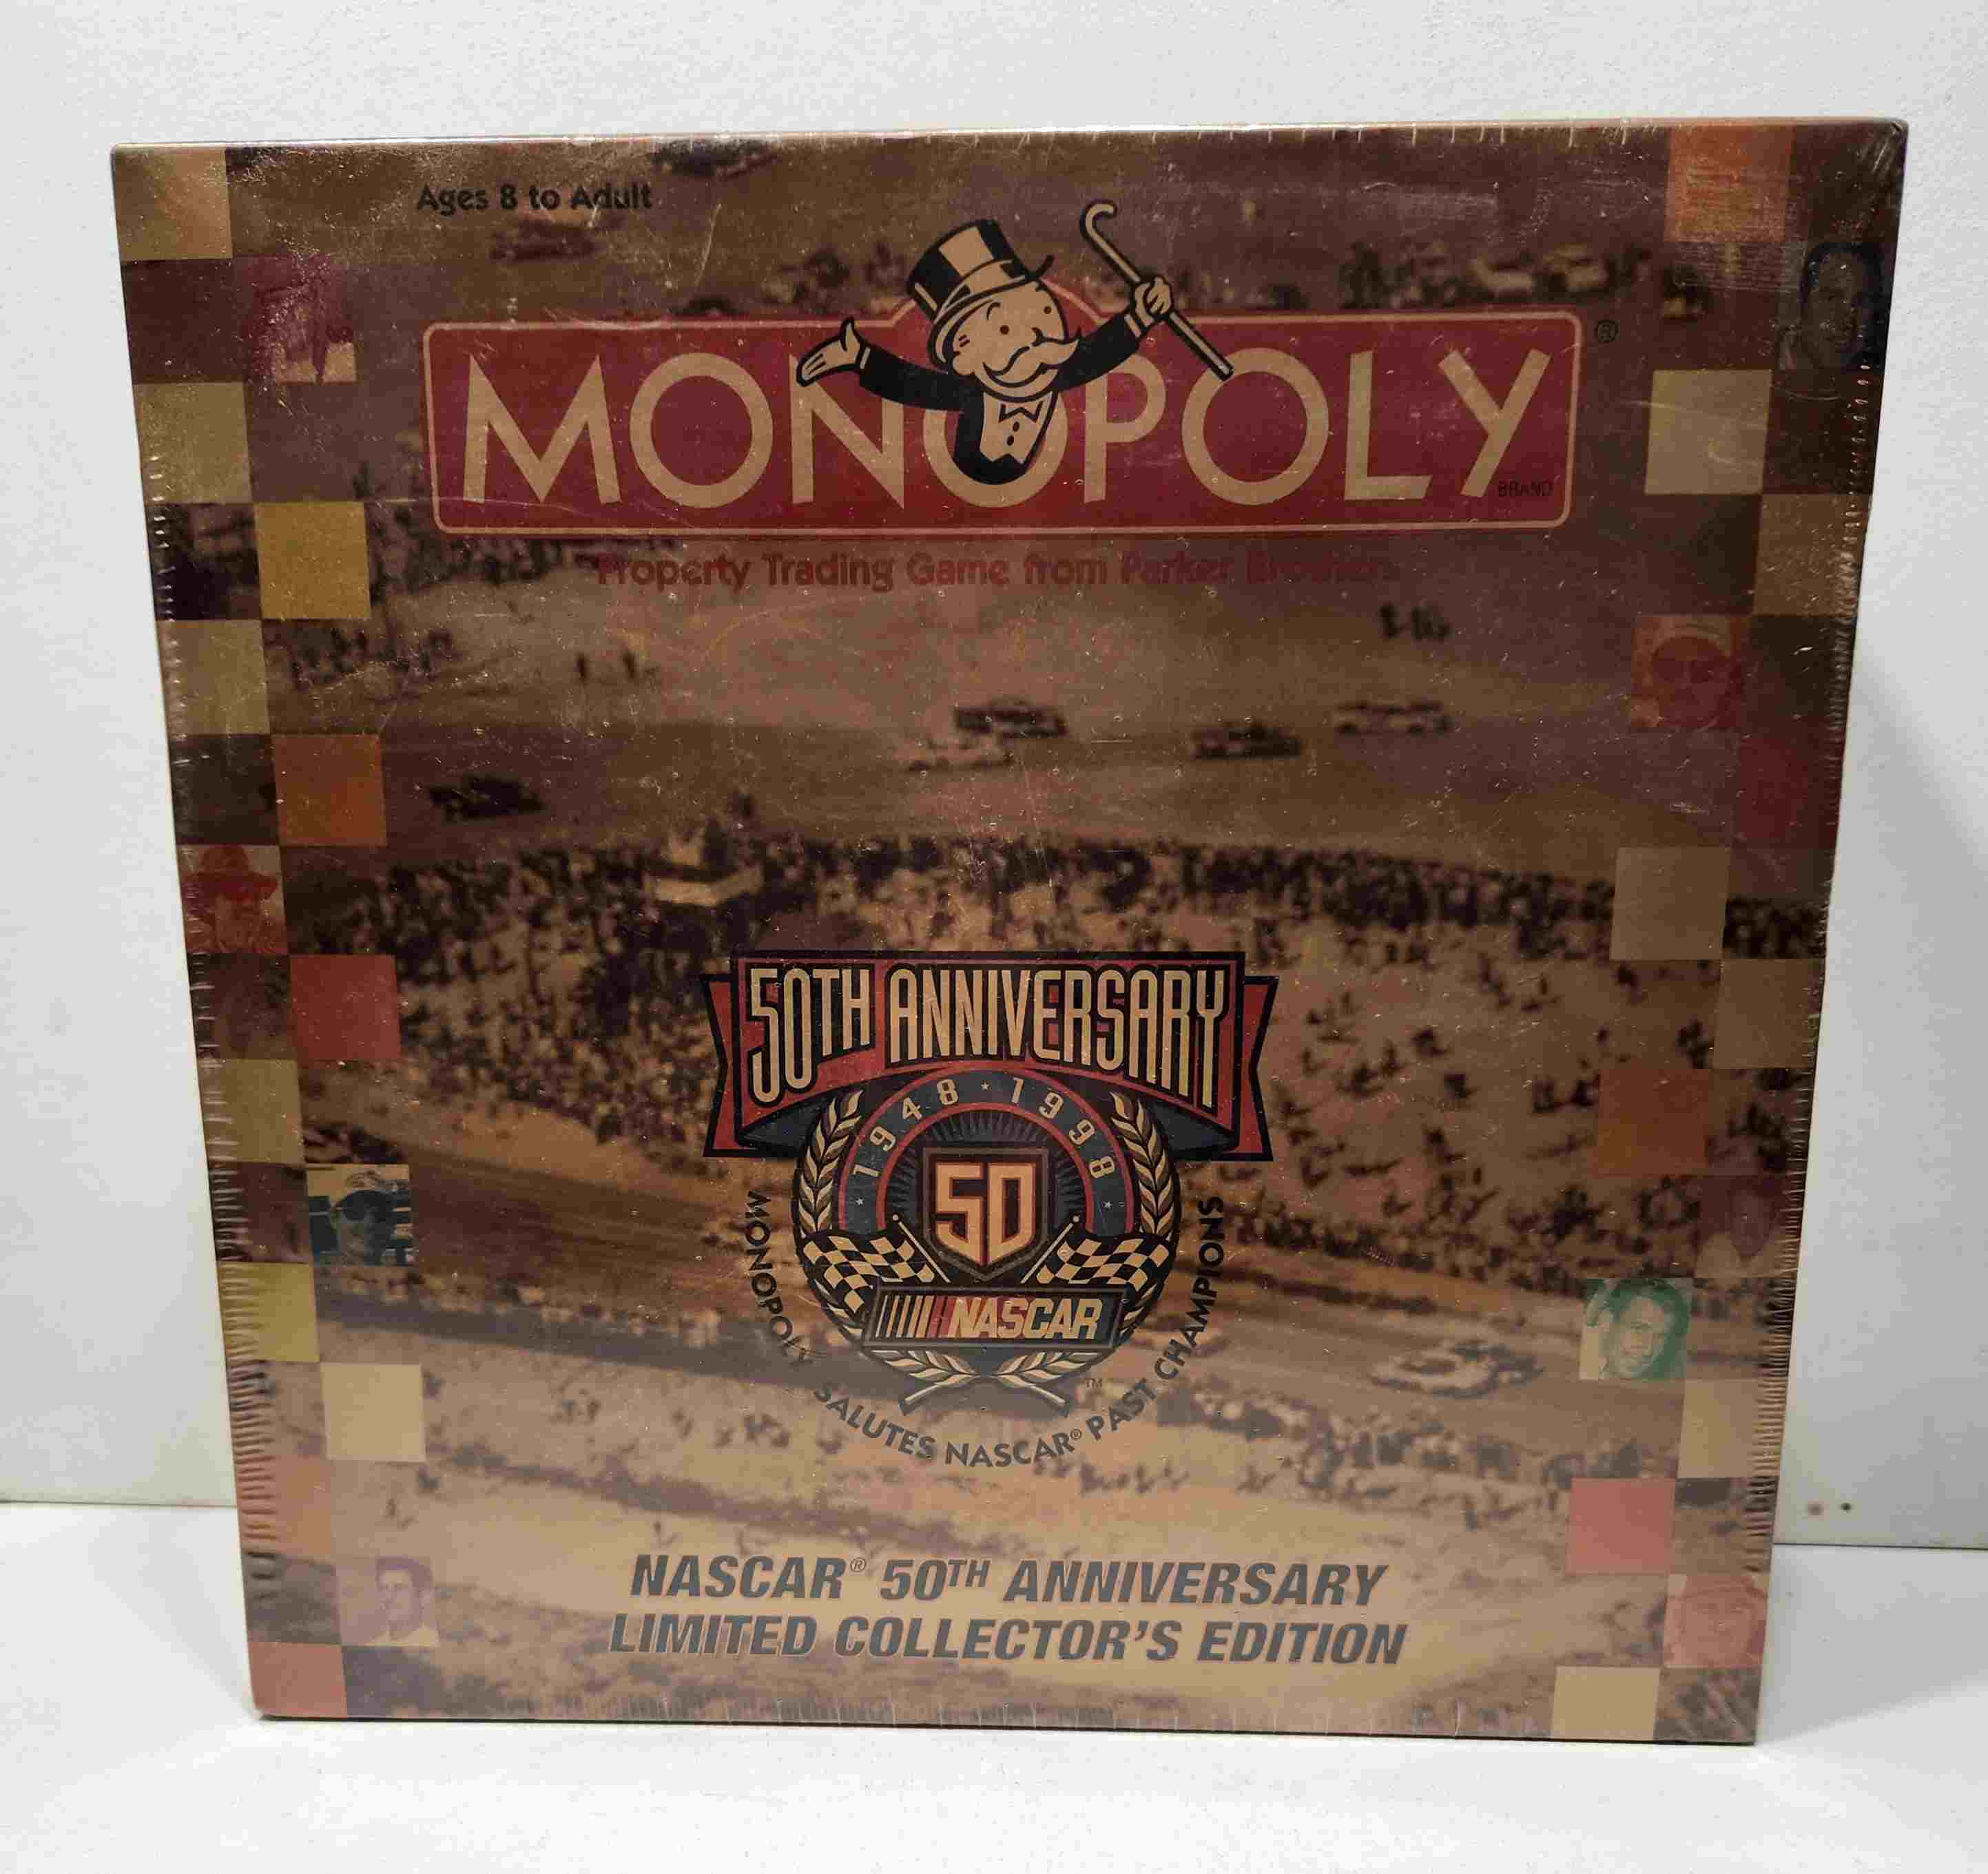 Ages 8 to Adult
MONOPOLY
®
BRAND
Property Trading Game from Parker Brothers
50TH ANNIVERSARY
1948 ★ 1998
50
NASCAR
TM
MONOPOLY SALUTES NASCAR® PAST CHAMPIONS
NASCAR® 50TH ANNIVERSARY
LIMITED COLLECTOR'S EDITION